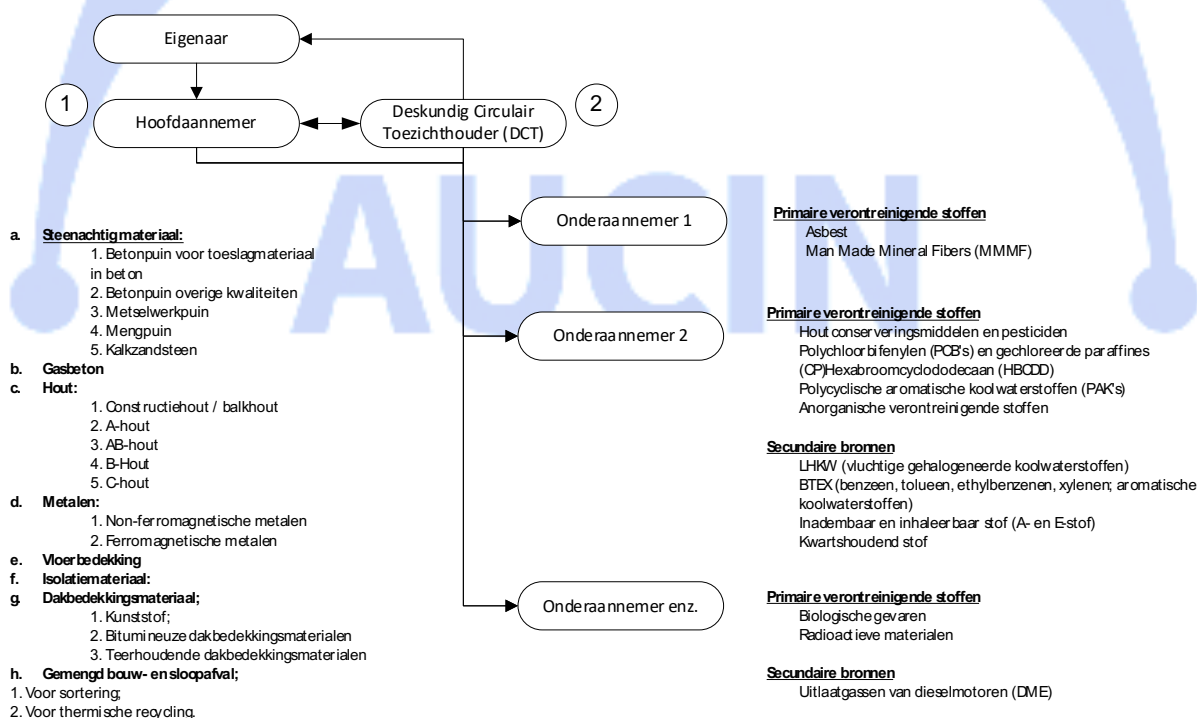 Eigenaar
1
Hoofdaannemer
Deskundig Circulair
Toezichthouder (DCT)
2
AUCIN
Onderaannemer 1
Onderaannemer 2
Onderaannemer enz.
a. Steenachtig materiaal:
1. Betonpuin voor toeslagmateriaal
in beton
2. Betonpuin overige kwaliteiten
3. Metselwerkpuin
4. Mengpuin
5. Kalkzandsteen
b. Gasbeton
c. Hout:
1. Constructiehout / balkhout
2. A-hout
3. AB-hout
4. B-Hout
5. C-hout
d. Metalen:
1. Non-ferromagnetische metalen
2. Ferromagnetische metalen
e. Vloerbedekking
f. Isolatiemateriaal:
g. Dakbedekkingsmateriaal;
1. Kunststof;
2. Bitumineuze dakbedekkingsmaterialen
3. Teerhoudende dakbedekkingsmaterialen
h. Gemengd bouw- en sloopafval;
1. Voor sortering;
2. Voor thermische recycling.
Primaire verontreinigende stoffen
Asbest
Man Made Mineral Fibers (MMMF)
Primaire verontreinigende stoffen
Houtconserveringsmiddelen en pesticiden
Polychloorbifenylen (PCB's) en gechloreerde paraffines
(CP)Hexabroomcyclododecaan (HBCDD)
Polycyclische aromatische koolwaterstoffen (PAK's)
Anorganische verontreinigende stoffen
Secundaire bronnen
LHKW (vluchtige gehalogeneerde koolwaterstoffen)
BTEX (benzeen, tolueen, ethylbenzenen, xylenen; aromatische
koolwaterstoffen)
Inadembaar en inhaleerbaar stof (A- en E-stof)
Kwartshoudend stof
Primaire verontreinigende stoffen
Biologische gevaren
Radioactieve materialen
Secundaire bronnen
Uitlaatgassen van dieselmotoren (DME)